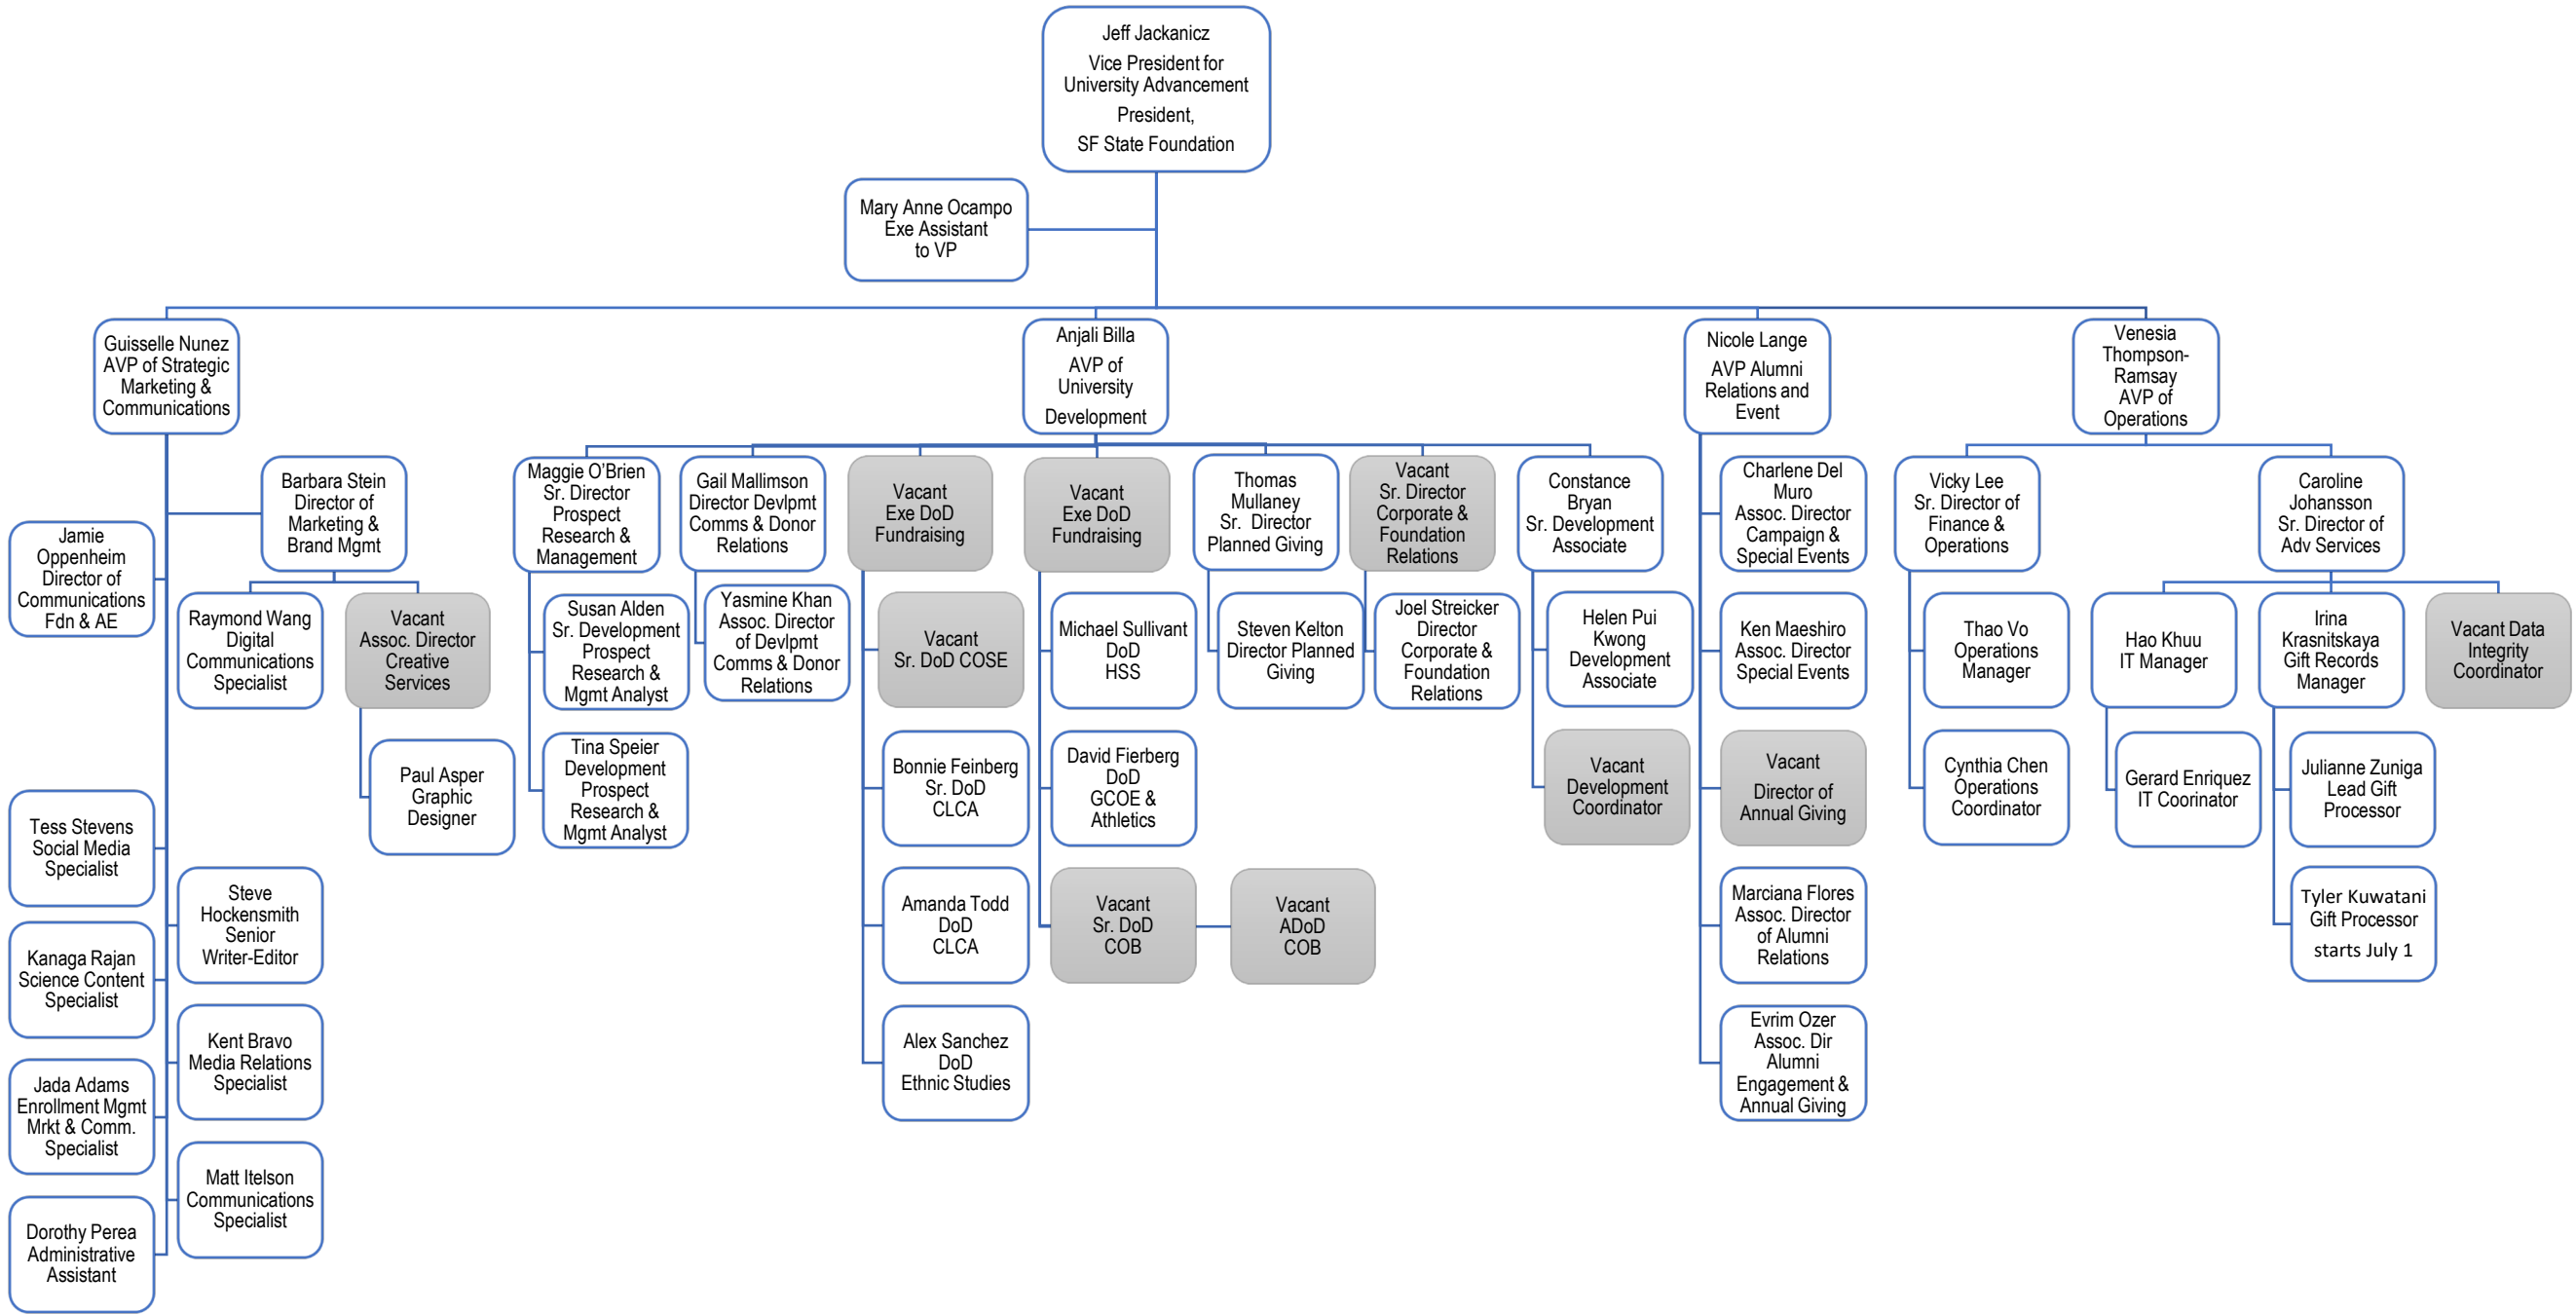 Jeff Jackanicz
Vice President for
University Advancement
President,
SF State Foundation
Mary Anne Ocampo
Exe Assistant
to VP
Guisselle Nunez
AVP of Strategic
Marketing &
Communications
Anjali Billa
AVP of
University
Development
Nicole Lange
AVP Alumni
Relations and
Event
Venesia
Thompson-
Ramsay
AVP of
Operations
Jamie
Oppenheim
Director of
Communications
Fdn & AE
Barbara Stein
Director of
Marketing &
Brand Mgmt
Raymond Wang
Digital
Communications
Specialist
Vacant
Assoc. Director
Creative
Services
Paul Asper
Graphic
Designer
Tess Stevens
Social Media
Specialist
Steve
Hockensmith
Senior
Writer-Editor
Kanaga Rajan
Science Content
Specialist
Kent Bravo
Media Relations
Specialist
Jada Adams
Enrollment Mgmt
Mrkt & Comm.
Specialist
Matt Itelson
Communications
Specialist
Dorothy Perea
Administrative
Assistant
Maggie O’Brien
Sr. Director
Prospect
Research &
Management
Susan Alden
Sr. Development
Prospect
Research &
Mgmt Analyst
Tina Speier
Development
Prospect
Research &
Mgmt Analyst
Gail Mallimson
Director Devlpmt
Comms & Donor
Relations
Yasmine Khan
Assoc. Director
of Devlpmt
Comms & Donor
Relations
Vacant
Exe DoD
Fundraising
Vacant
Sr. DoD COSE
Bonnie Feinberg
Sr. DoD
CLCA
Amanda Todd
DoD
CLCA
Alex Sanchez
DoD
Ethnic Studies
Vacant
Exe DoD
Fundraising
Michael Sullivant
DoD
HSS
David Fierberg
DoD
GCOE &
Athletics
Vacant
Sr. DoD
COB
Vacant
ADoD
COB
Thomas
Mullaney
Sr. Director
Planned Giving
Steven Kelton
Director Planned
Giving
Vacant
Sr. Director
Corporate &
Foundation
Relations
Joel Streicker
Director
Corporate &
Foundation
Relations
Constance
Bryan
Sr. Development
Associate
Helen Pui
Kwong
Development
Associate
Vacant
Development
Coordinator
Charlene Del
Muro
Assoc. Director
Campaign &
Special Events
Ken Maeshiro
Assoc. Director
Special Events
Vacant
Director of
Annual Giving
Marciana Flores
Assoc. Director
of Alumni
Relations
Evrim Ozer
Assoc. Dir
Alumni
Engagement &
Annual Giving
Vicky Lee
Sr. Director of
Finance &
Operations
Thao Vo
Operations
Manager
Cynthia Chen
Operations
Coordinator
Caroline
Johansson
Sr. Director of
Adv Services
Hao Khuu
IT Manager
Gerard Enriquez
IT Coorinator
Irina
Krasnitskaya
Gift Records
Manager
Julianne Zuniga
Lead Gift
Processor
Tyler Kuwatani
Gift Processor
starts July 1
Vacant Data
Integrity
Coordinator